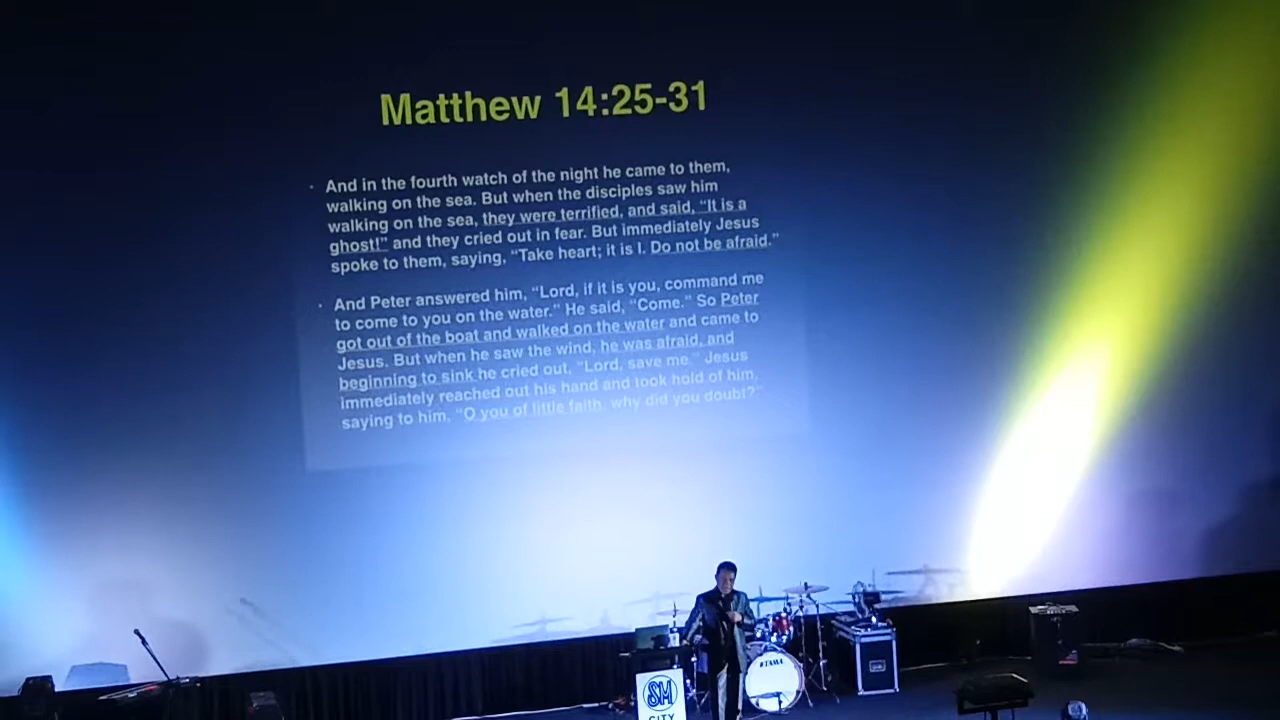 Matthew 14:25-31
· And in the fourth watch of the night he came to them,
walking on the sea. But when the disciples saw him
walking on the sea, they were terrified, and said, “It is a
ghost!” and they cried out in fear. But immediately Jesus
spoke to them, saying, “Take heart; it is I. Do not be afraid.”
· And Peter answered him, “Lord, if it is you, command me
to come to you on the water.” He said, “Come.” So Peter
got out of the boat and walked on the water and came to
Jesus. But when he saw the wind, he was afraid, and
beginning to sink he cried out, “Lord, save me.” Jesus
immediately reached out his hand and took hold of him,
saying to him, “O you of little faith, why did you doubt?”
TAMA
SM
CITY